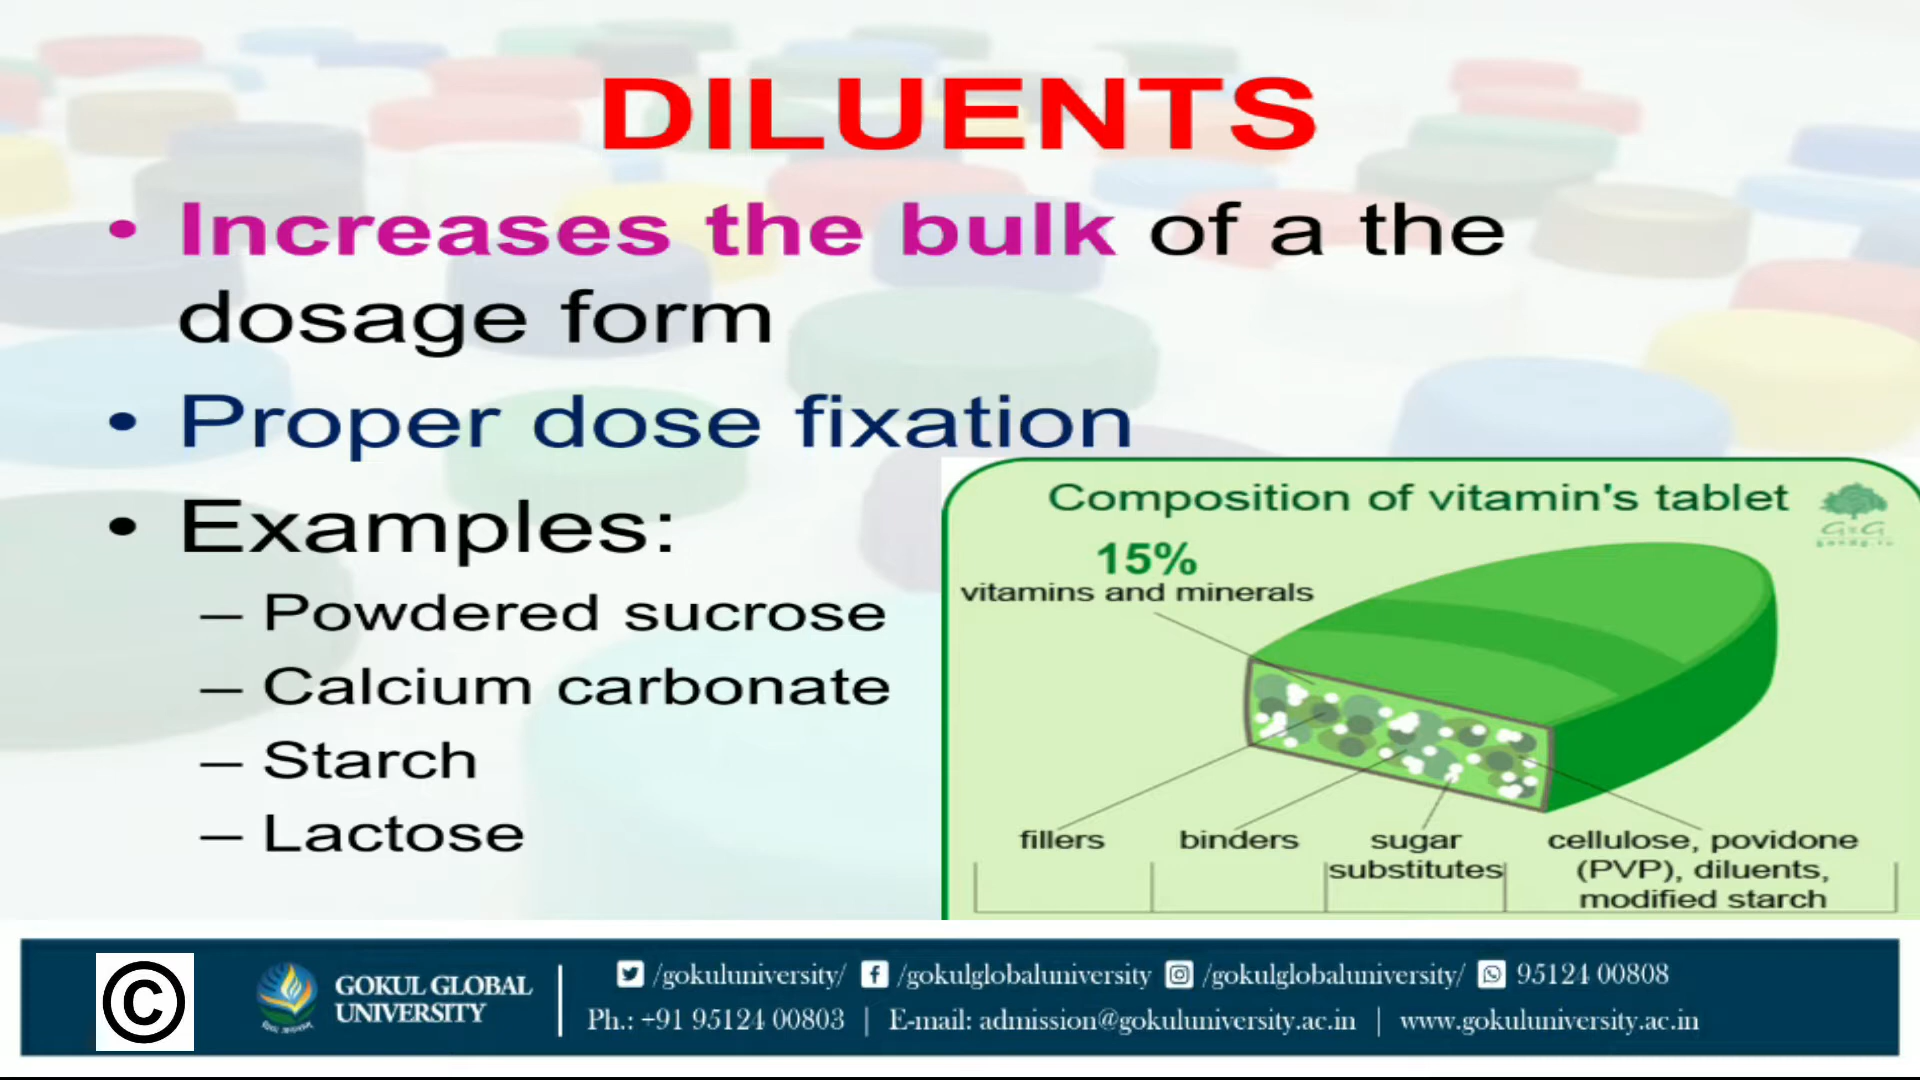 DILUENTS
• Increases the bulk of a the
dosage form
• Proper dose fixation
• Examples:
– Powdered sucrose
– Calcium carbonate
– Starch
– Lactose
Composition of vitamin's tablet
G&G
15%
vitamins and minerals
fillers
binders
sugar
substitutes
cellulose, povidone
(PVP), diluents,
modified starch
©
GOKUL GLOBAL
UNIVERSITY
/gokuluniversity/ /gokulglobaluniversity /gokulglobaluniversity/ 95124 00808
Ph.: +91 95124 00803 | E-mail: admission@gokuluniversity.ac.in | www.gokuluniversity.ac.in